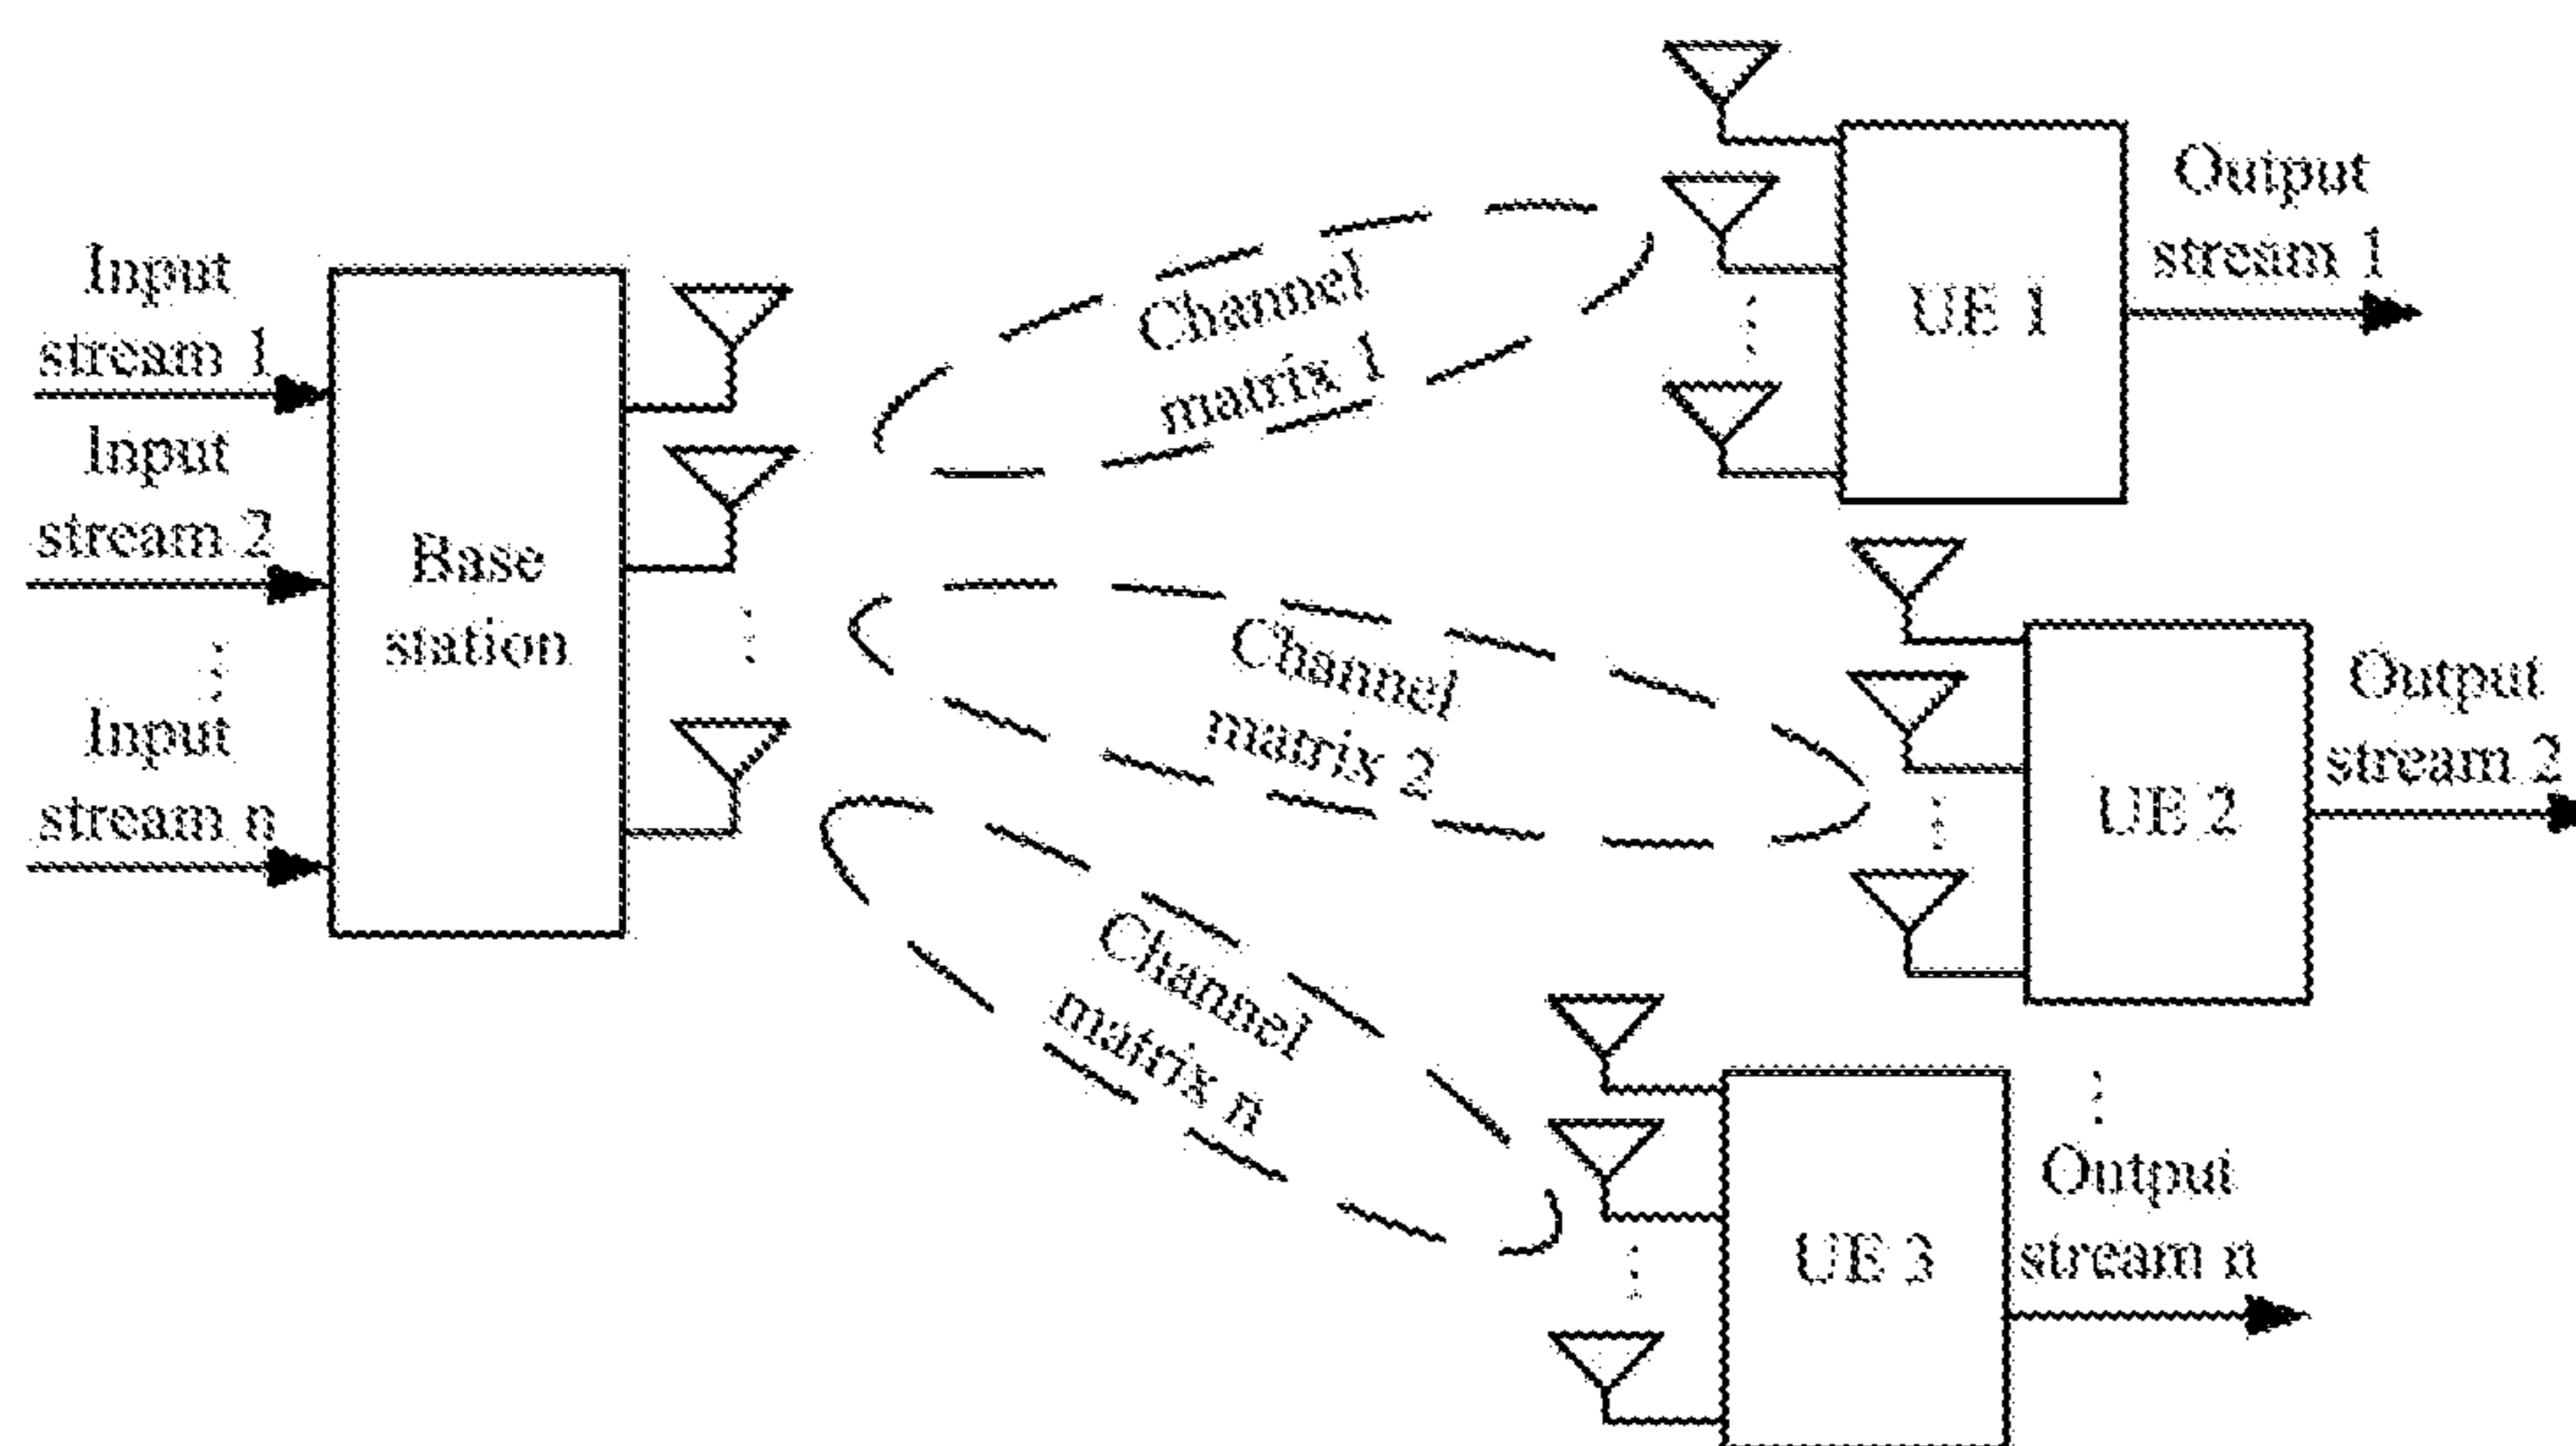 Input
stream 1
Input
stream 2
Input
stream n
Base
station
Channel
matrix 1
Channel
matrix 2
Channel
matrix n
UE 1
Output
stream 1
UE 2
Output
stream 2
UE 3
Output
stream n